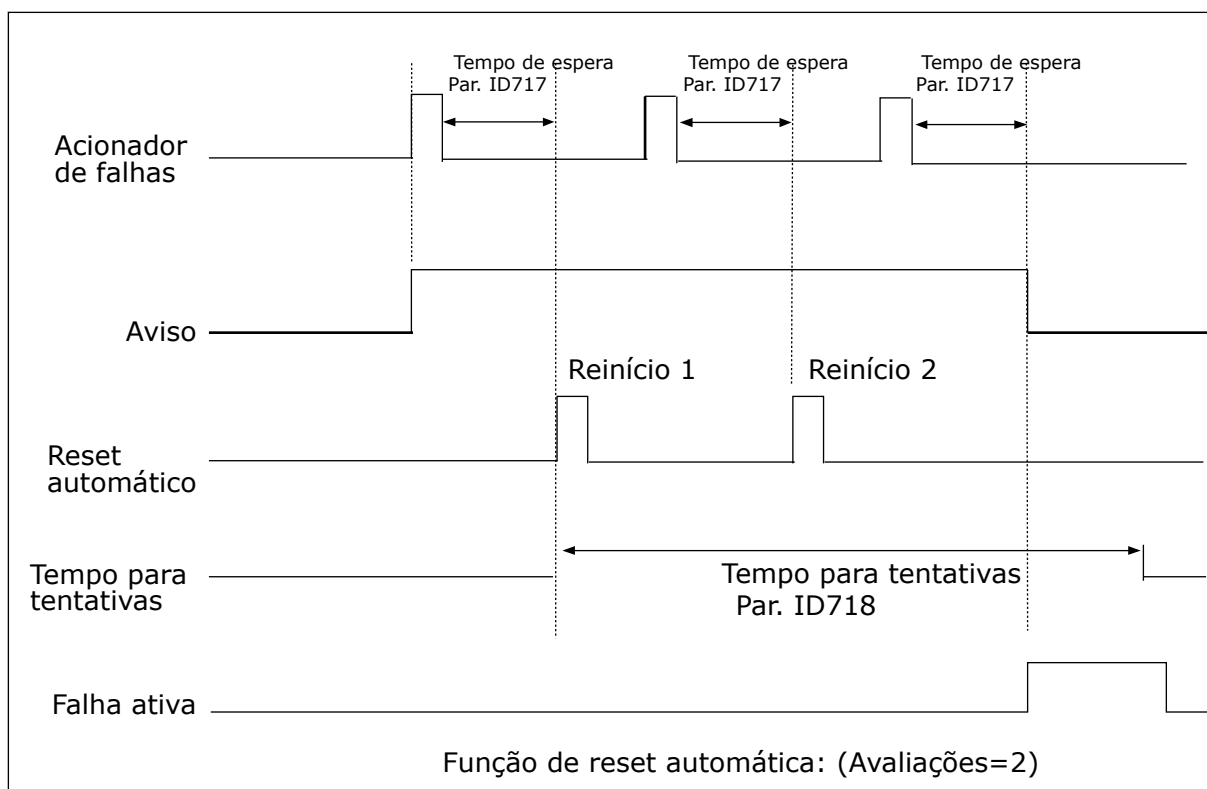 Tempo de espera
Par. ID717
Tempo de espera
Par. ID717
Tempo de espera
Par. ID717
Acionador
de falhas
Aviso
Reinício 1
Reinício 2
Reset
automático
Tempo para
tentativas
Tempo para tentativas
Par. ID718
Falha ativa
Função de reset automática: (Avaliações=2)